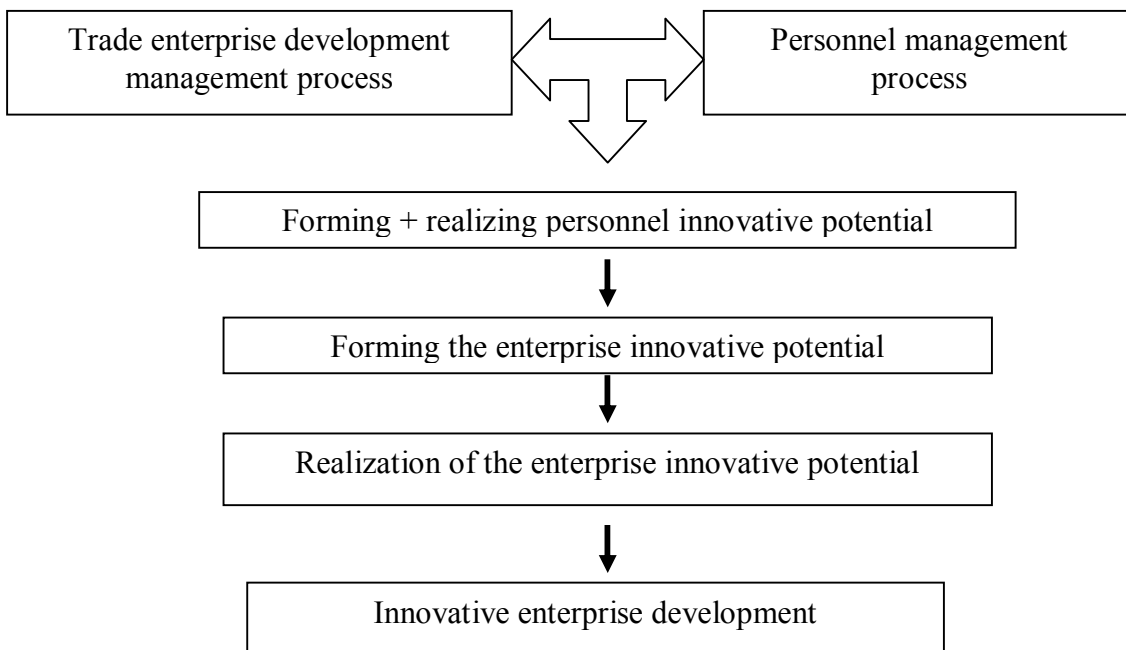 Trade enterprise development
management process
Personnel management
process
Forming + realizing personnel innovative potential
Forming the enterprise innovative potential
Realization of the enterprise innovative potential
Innovative enterprise development